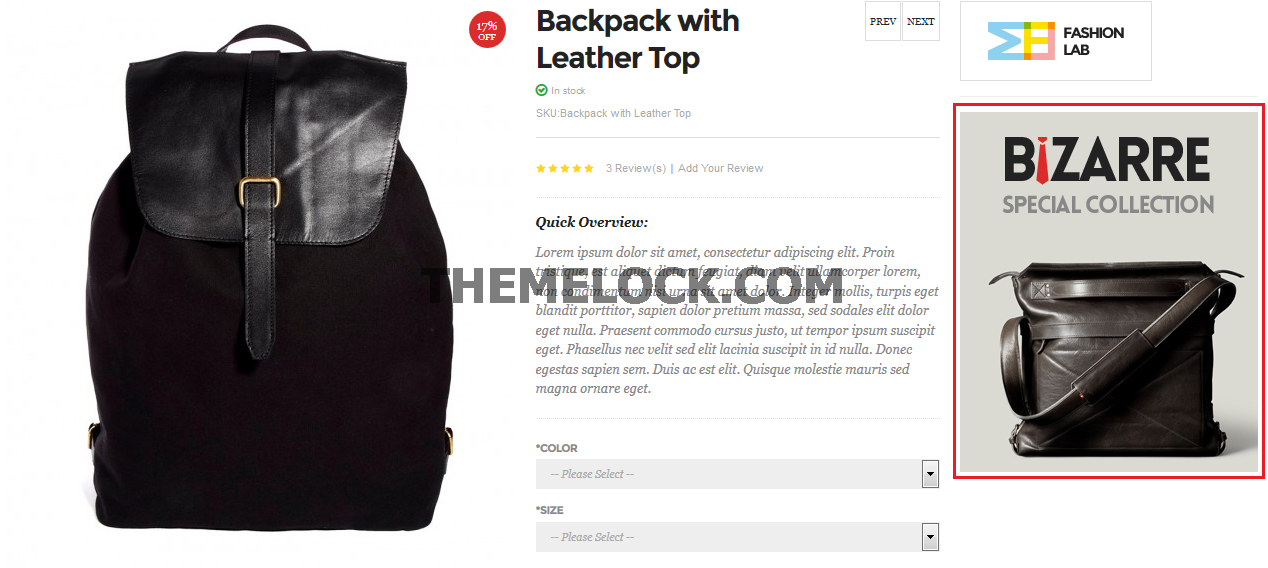 17%
OFF
Backpack with
Leather Top
PREV
NEXT
In stock
SKU:Backpack with Leather Top
3 Review(s) | Add Your Review
Quick Overview:
Lorem ipsum dolor sit amet, consectetur adipiscing elit. Proin
tristique, est aliquet dictum feugiat, diam velit ullamcorper lorem,
non condimentum nisi urna sit amet dolor. Integer mollis, turpis eget
blandit porttitor, sapien dolor pretium massa, sed sodales elit dolor
eget nulla. Praesent commodo cursus justo, ut tempor ipsum suscipit
eget. Phasellus nec velit sed elit lacinia suscipit in id nulla. Donec
egestas sapien sem. Duis ac est elit. Quisque molestie mauris sed
magna ornare eget.
THEMELOCK.COM
*COLOR
-- Please Select --
*SIZE
-- Please Select --
FASHION
LAB
BIZARRE
SPECIAL COLLECTION